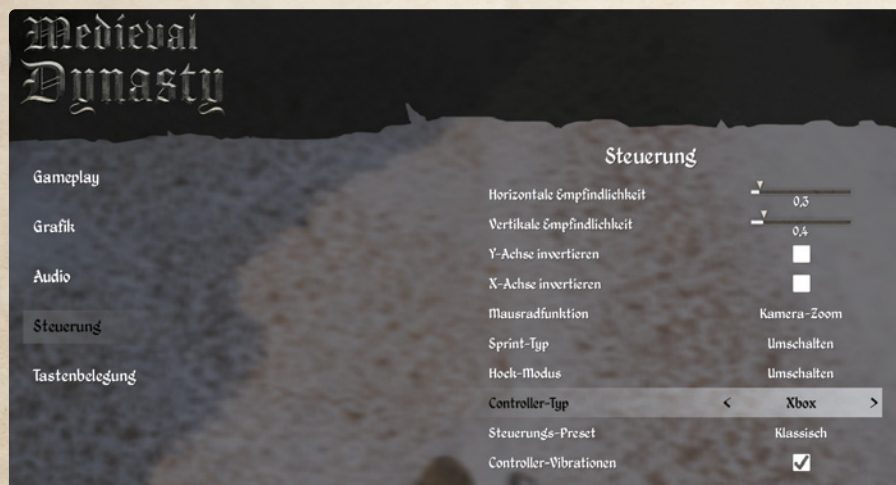 Medieval
Dynasty
Gameplay
Grafik
Audio
Steuerung
Tastenbelegung
Steuerung
Horizontale Empfindlichkeit 0,3
Vertikale Empfindlichkeit 0,4
Y-Achse invertieren
X-Achse invertieren
Mausradfunktion Kamera-Zoom
Sprint-Typ Umschalten
Hock-Modus Umschalten
Controller-Typ < Xbox >
Steuerungs-Preset Klassisch
Controller-Vibrationen